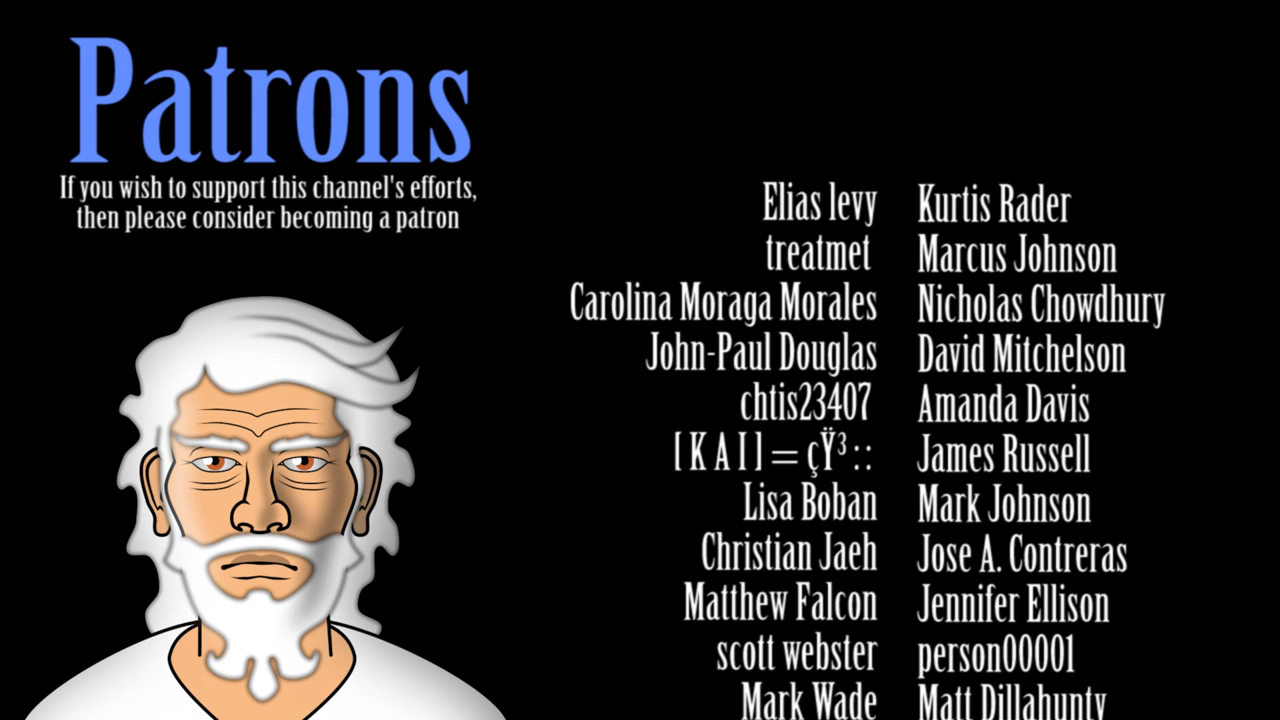 Patrons
If you wish to support this channel's efforts,
then please consider becoming a patron
Elias levy
treatmet
Carolina Moraga Morales
John-Paul Douglas
chtis23407
[ K A I ] = çŸ³ : :
Lisa Boban
Christian Jaeh
Matthew Falcon
scott webster
Mark Wade
Kurtis Rader
Marcus Johnson
Nicholas Chowdhury
David Mitchelson
Amanda Davis
James Russell
Mark Johnson
Jose A. Contreras
Jennifer Ellison
person00001
Matt Dillahunty